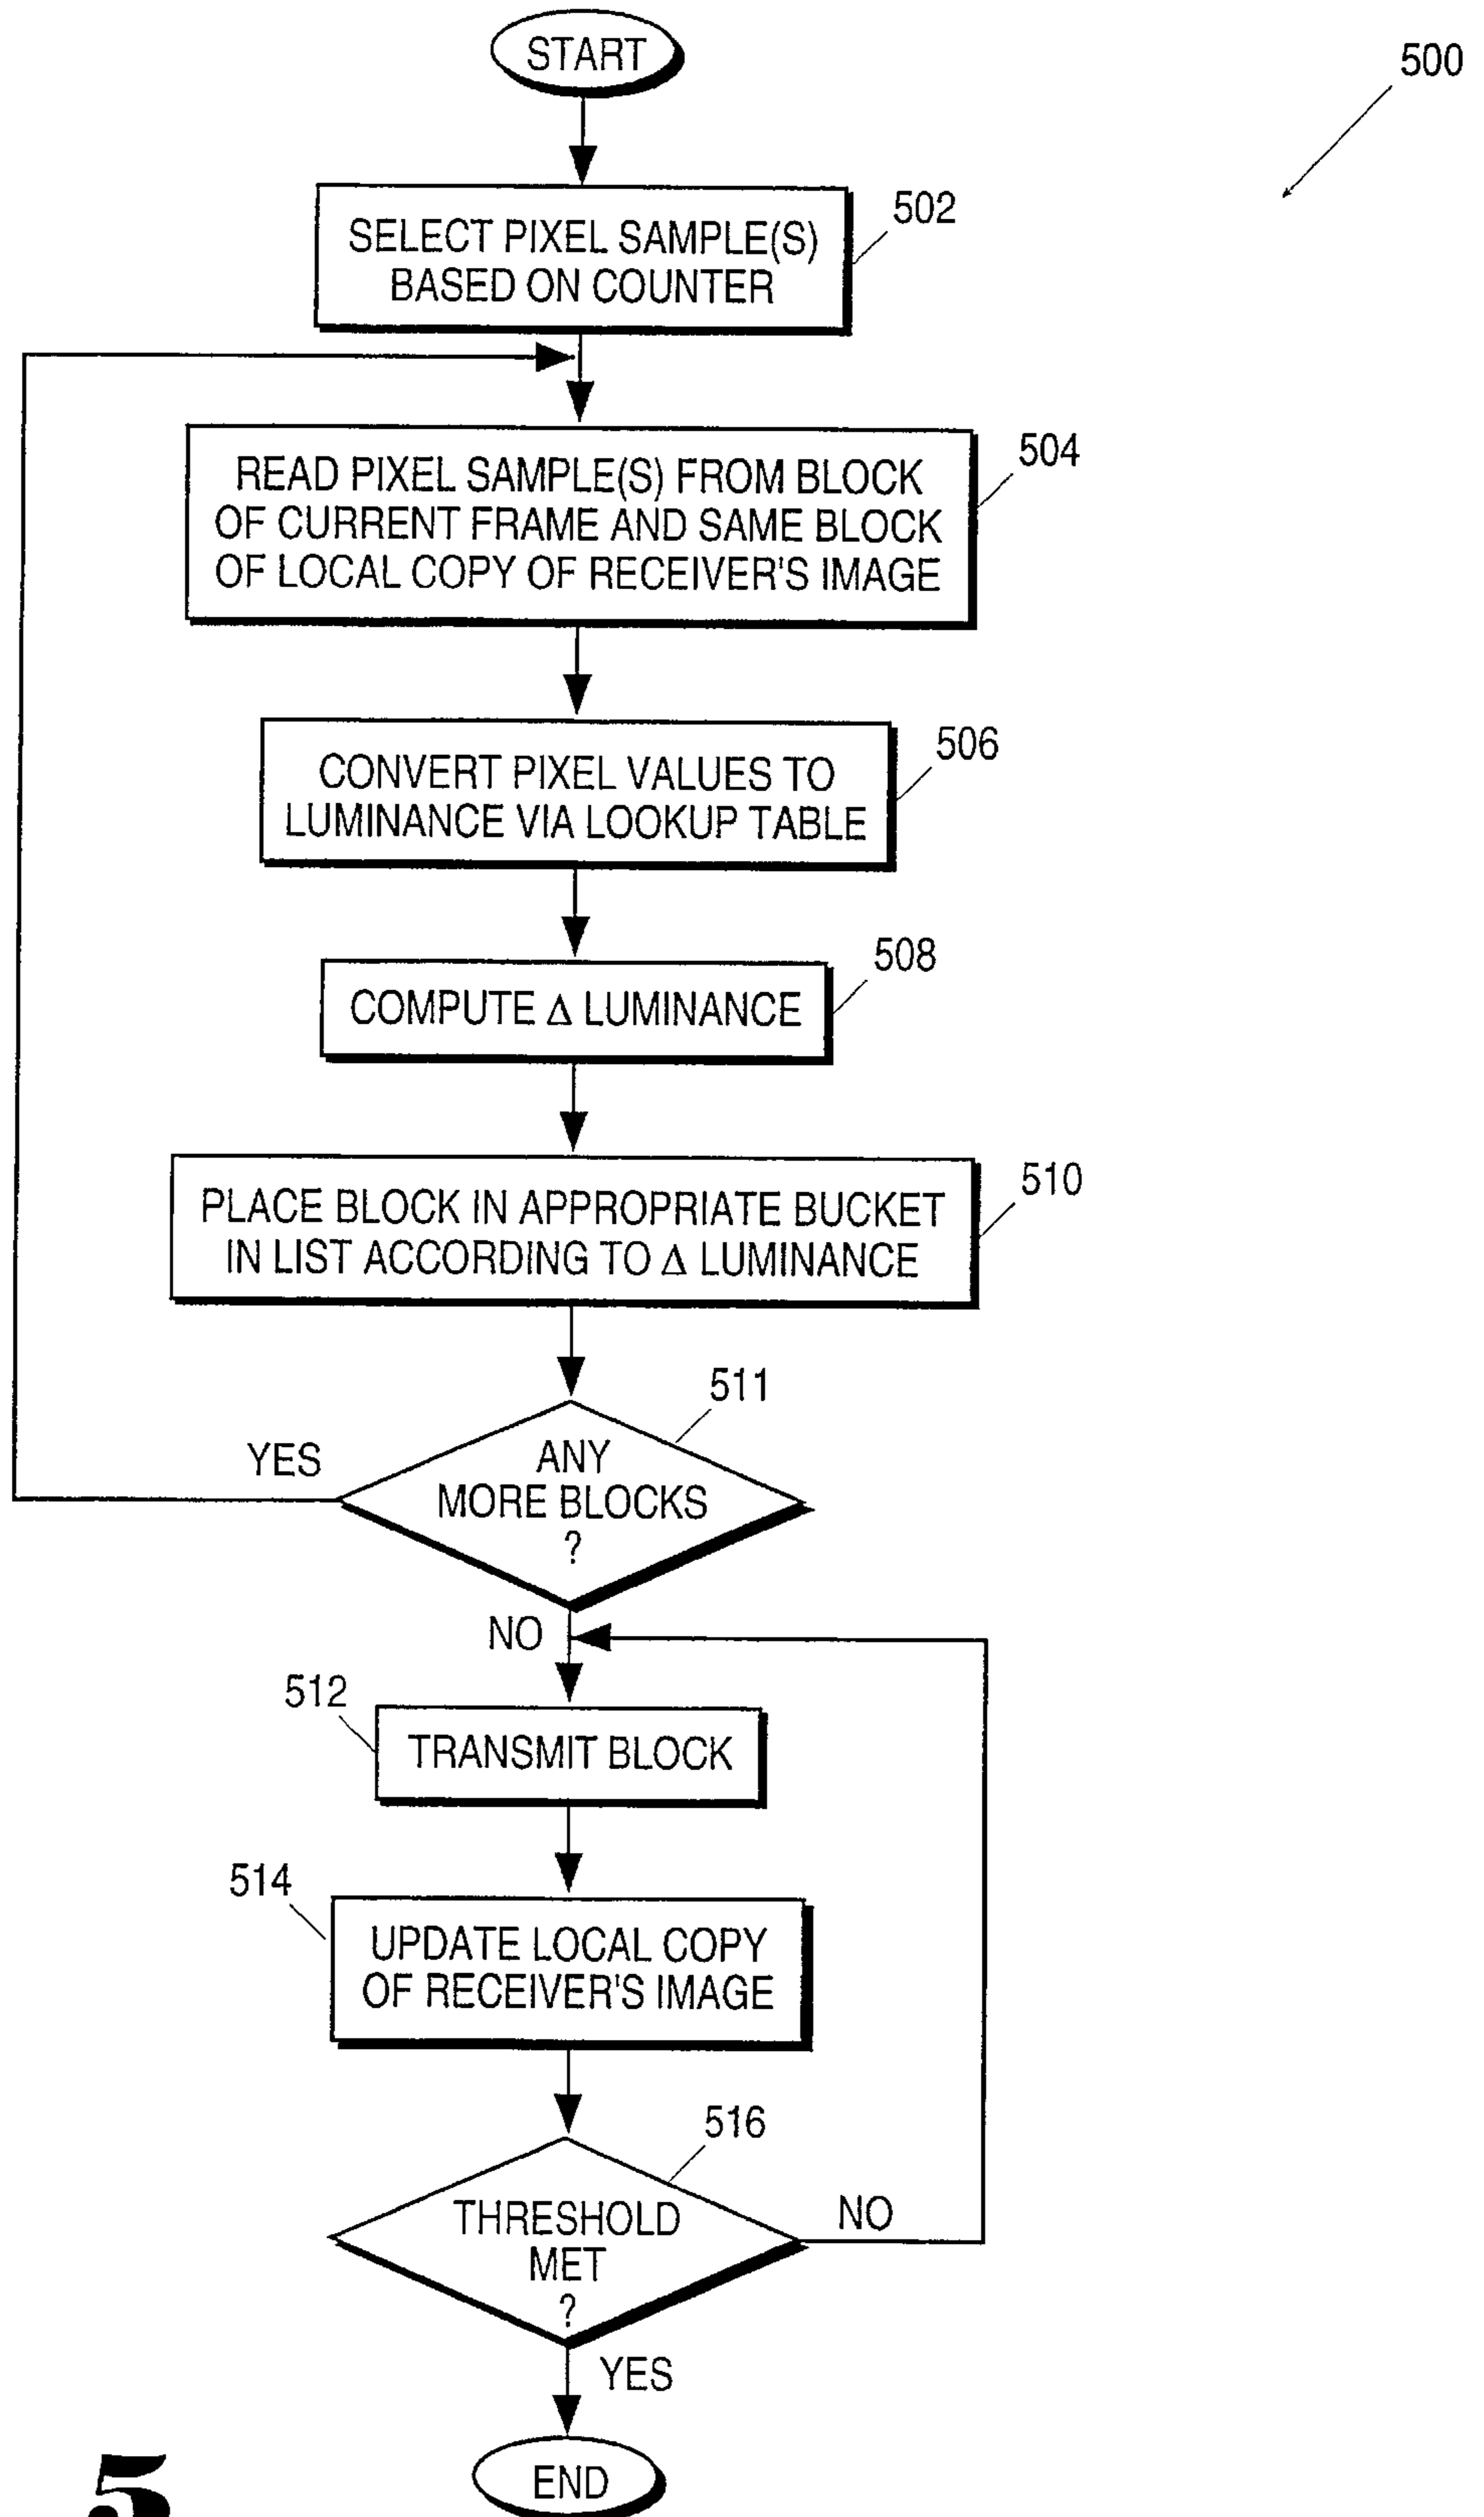 START
500
502
SELECT PIXEL SAMPLE(S)
BASED ON COUNTER
504
READ PIXEL SAMPLE(S) FROM BLOCK
OF CURRENT FRAME AND SAME BLOCK
OF LOCAL COPY OF RECEIVER'S IMAGE
506
CONVERT PIXEL VALUES TO
LUMINANCE VIA LOOKUP TABLE
508
COMPUTE Δ LUMINANCE
510
PLACE BLOCK IN APPROPRIATE BUCKET
IN LIST ACCORDING TO Δ LUMINANCE
511
YES
ANY
MORE BLOCKS
?
NO
512
TRANSMIT BLOCK
514
UPDATE LOCAL COPY
OF RECEIVER'S IMAGE
516
THRESHOLD
MET
?
NO
YES
END
5